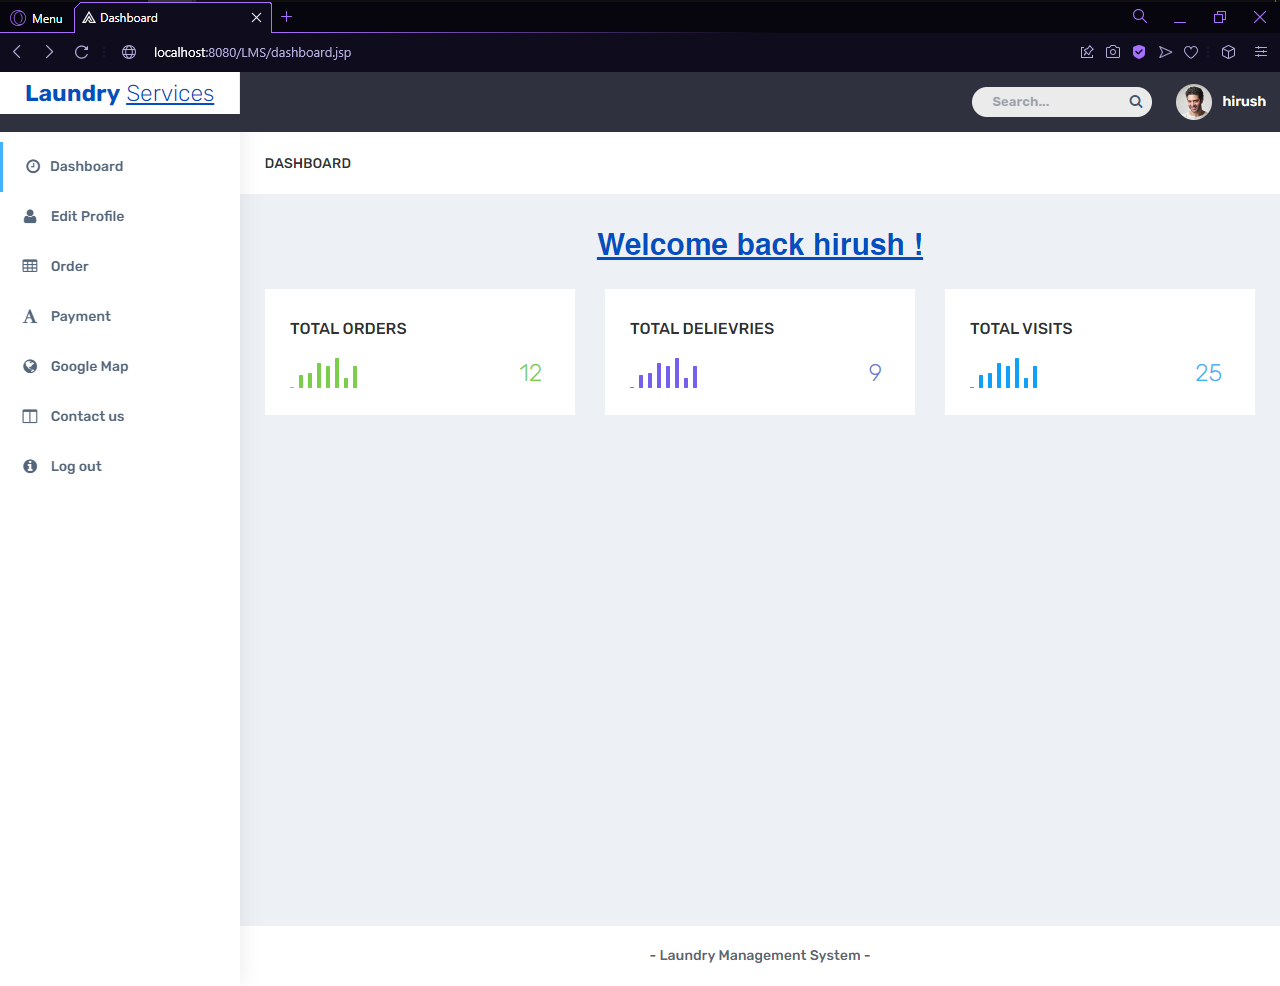 Menu
Dashboard
localhost:8080/LMS/dashboard.jsp
Laundry Services
Search...
hirush
Dashboard
Edit Profile
Order
Payment
Google Map
Contact us
Log out
DASHBOARD
Welcome back hirush !
TOTAL ORDERS
12
TOTAL DELIEVRIES
9
TOTAL VISITS
25
- Laundry Management System -